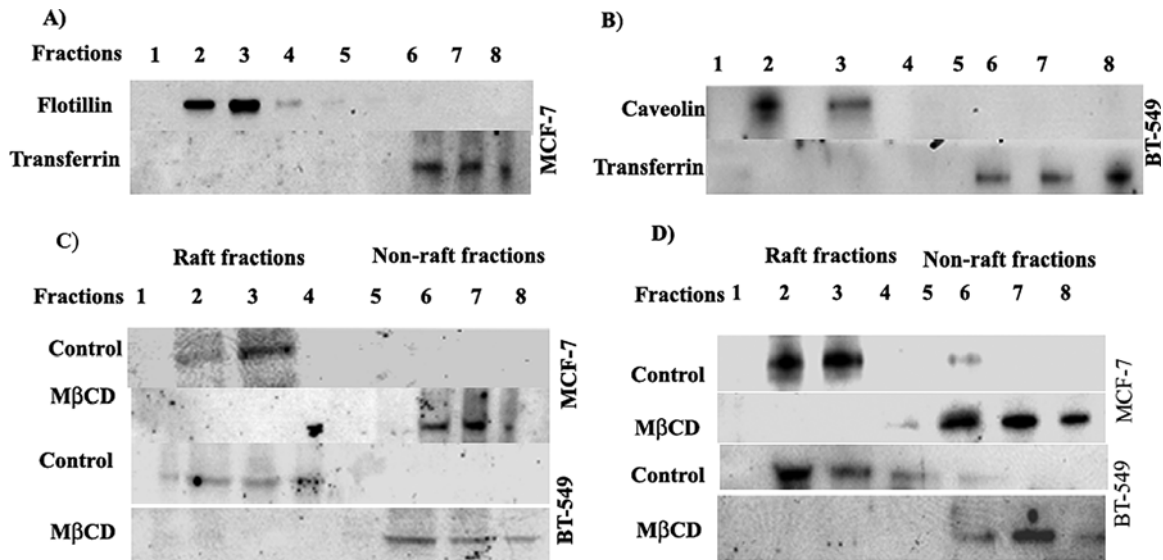 A)
Fractions 1 2 3 4 5 6 7 8
Flotillin
Transferrin
MCF-7
B)
1 2 3 4 5 6 7 8
Caveolin
Transferrin
BT-549
C)
Raft fractions Non-raft fractions
Fractions 1 2 3 4 5 6 7 8
Control
MβCD
MCF-7
Control
MβCD
BT-549
D)
Raft fractions Non-raft fractions
Fractions 1 2 3 4 5 6 7 8
Control
MβCD
MCF-7
Control
MβCD
BT-549